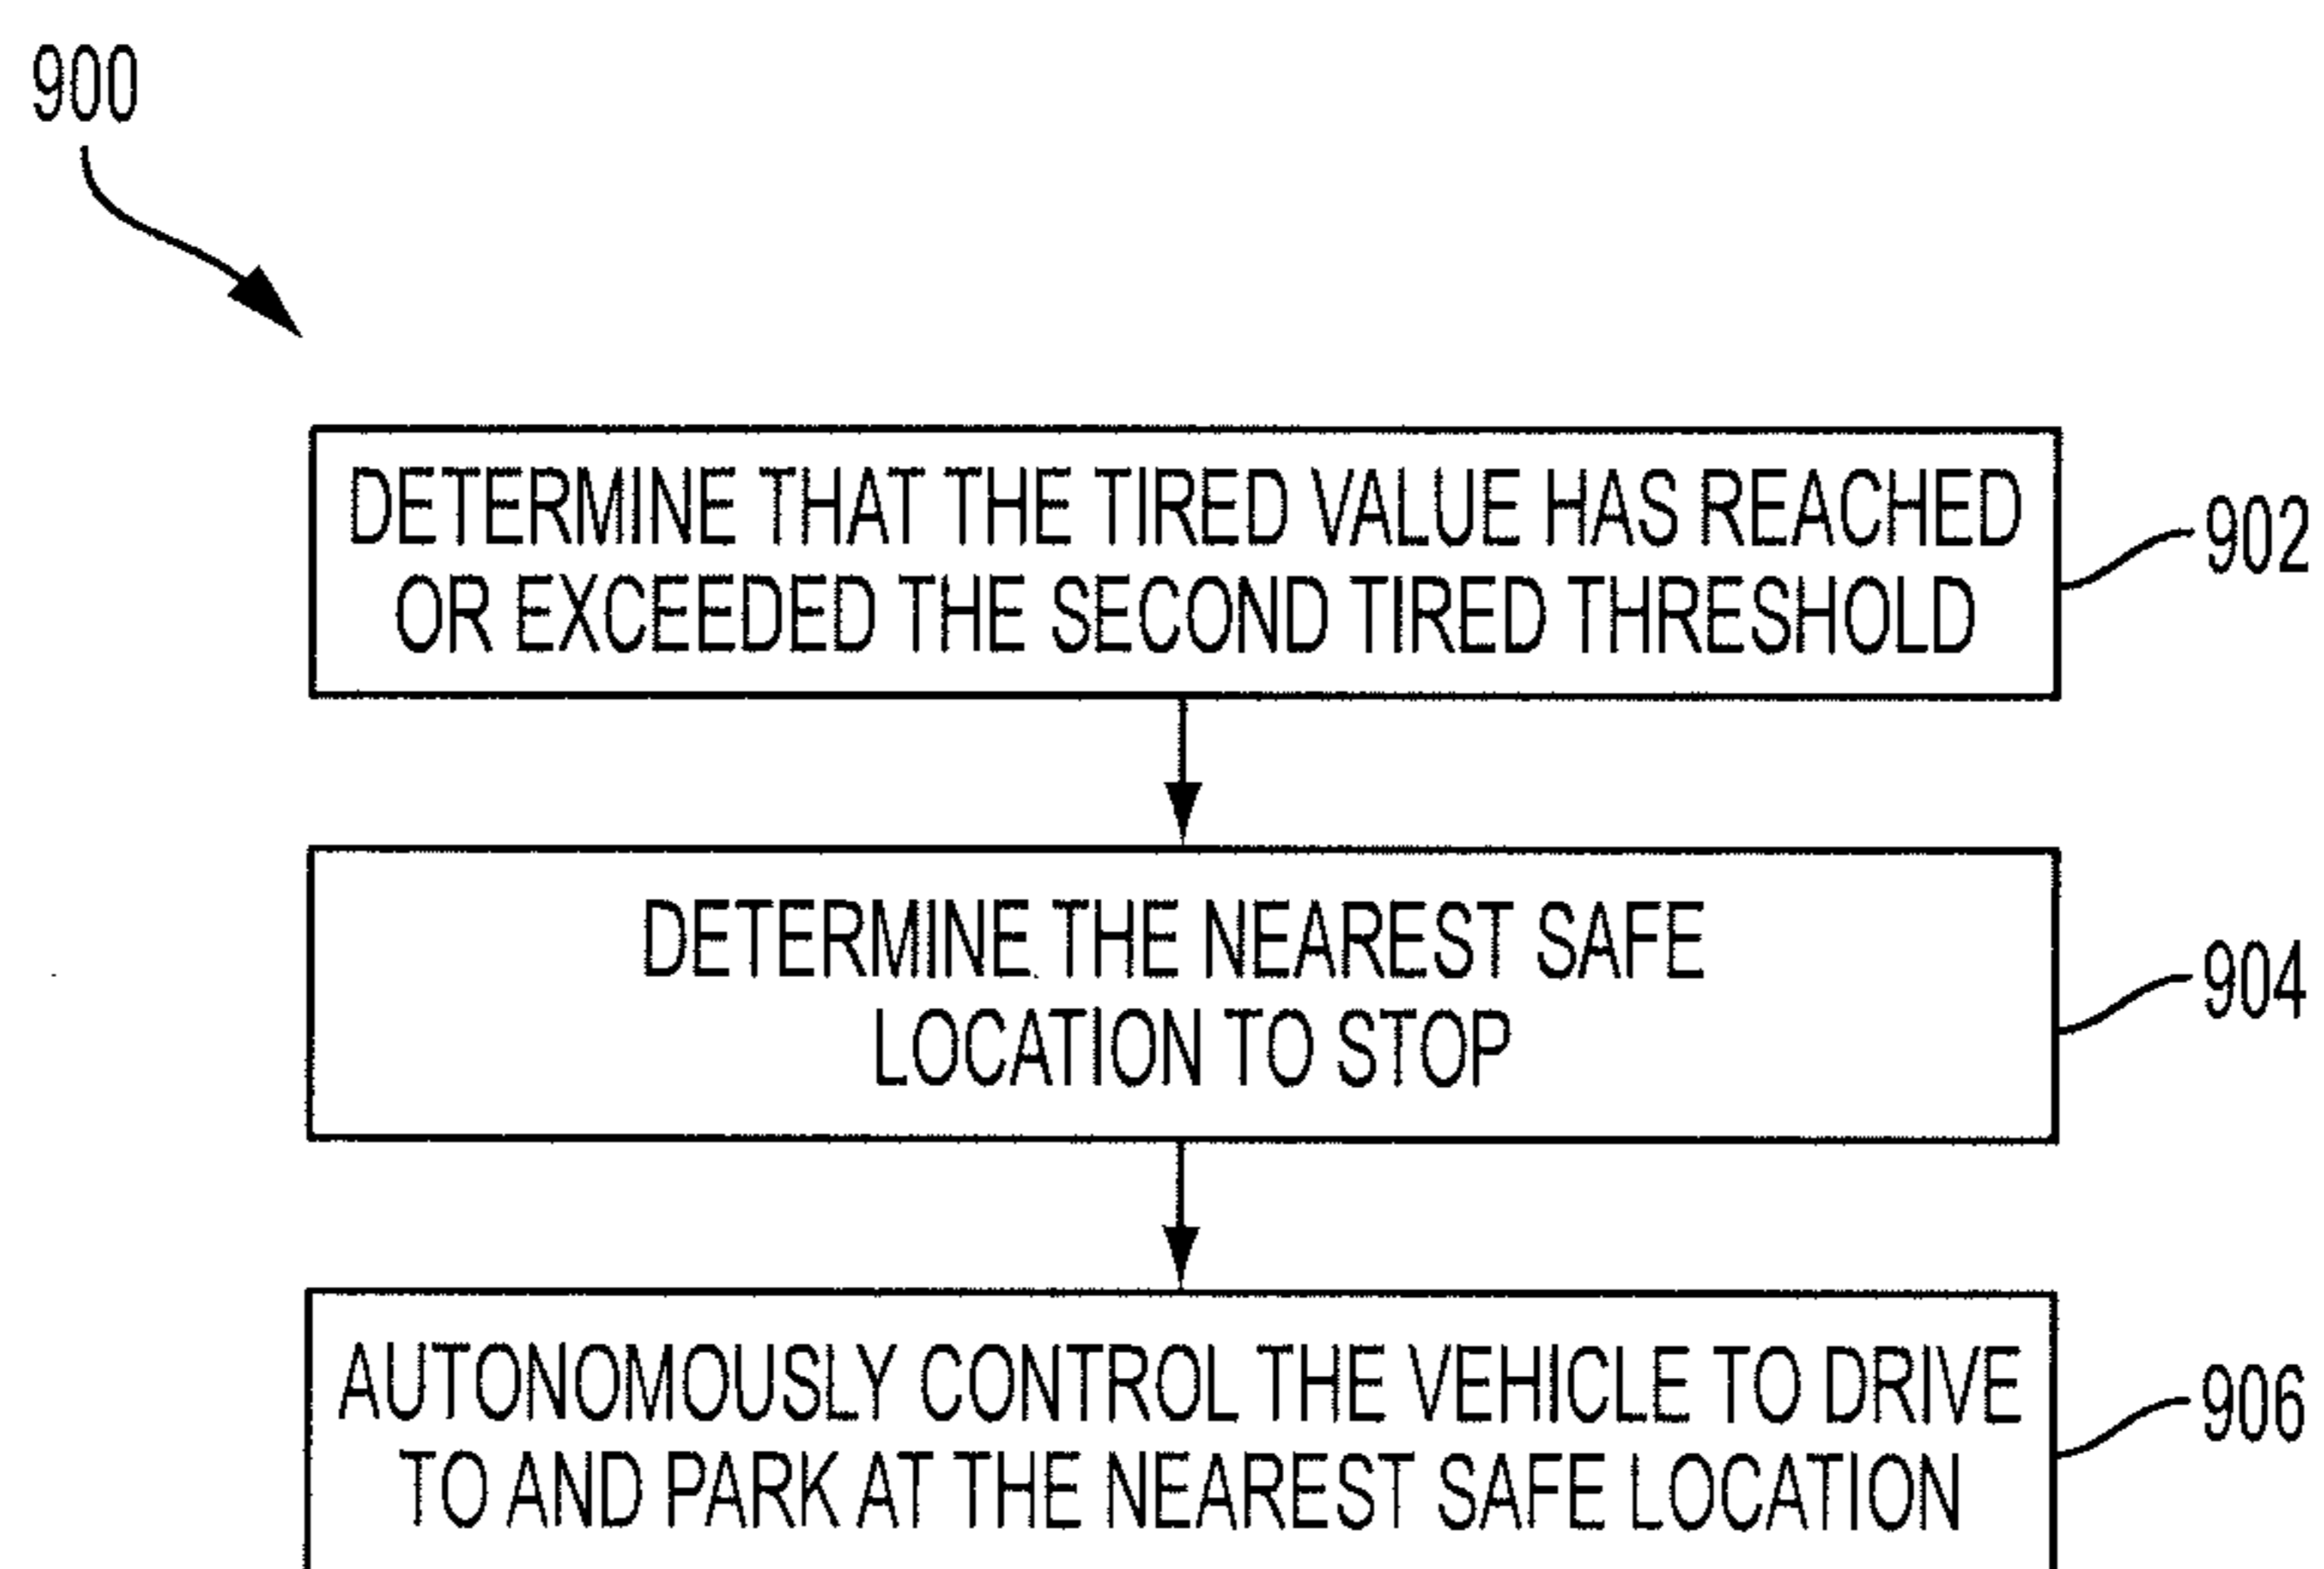 900
DETERMINE THAT THE TIRED VALUE HAS REACHED
OR EXCEEDED THE SECOND TIRED THRESHOLD
902
DETERMINE THE NEAREST SAFE
LOCATION TO STOP
904
AUTONOMOUSLY CONTROL THE VEHICLE TO DRIVE
TO AND PARK AT THE NEAREST SAFE LOCATION
906